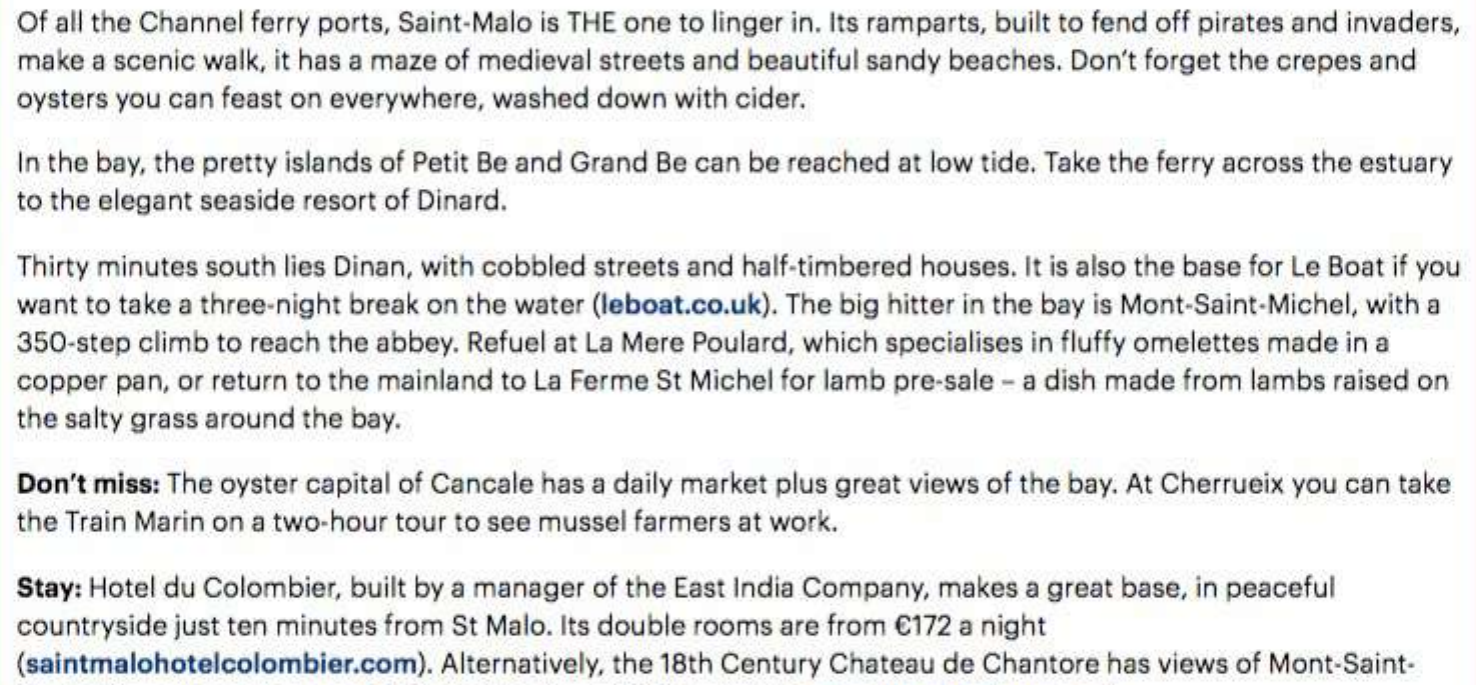 Of all the Channel ferry ports, Saint-Malo is THE one to linger in. Its ramparts, built to fend off pirates and invaders,
make a scenic walk, it has a maze of medieval streets and beautiful sandy beaches. Don't forget the crepes and
oysters you can feast on everywhere, washed down with cider.
In the bay, the pretty islands of Petit Be and Grand Be can be reached at low tide. Take the ferry across the estuary
to the elegant seaside resort of Dinard.
Thirty minutes south lies Dinan, with cobbled streets and half-timbered houses. It is also the base for Le Boat if you
want to take a three-night break on the water (leboat.co.uk). The big hitter in the bay is Mont-Saint-Michel, with a
350-step climb to reach the abbey. Refuel at La Mere Poulard, which specialises in fluffy omelettes made in a
copper pan, or return to the mainland to La Ferme St Michel for lamb pre-sale – a dish made from lambs raised on
the salty grass around the bay.
Don't miss: The oyster capital of Cancale has a daily market plus great views of the bay. At Cherrueix you can take
the Train Marin on a two-hour tour to see mussel farmers at work.
Stay: Hotel du Colombier, built by a manager of the East India Company, makes a great base, in peaceful
countryside just ten minutes from St Malo. Its double rooms are from €172 a night
(saintmalohotelcolombier.com). Alternatively, the 18th Century Chateau de Chantore has views of Mont-Saint-